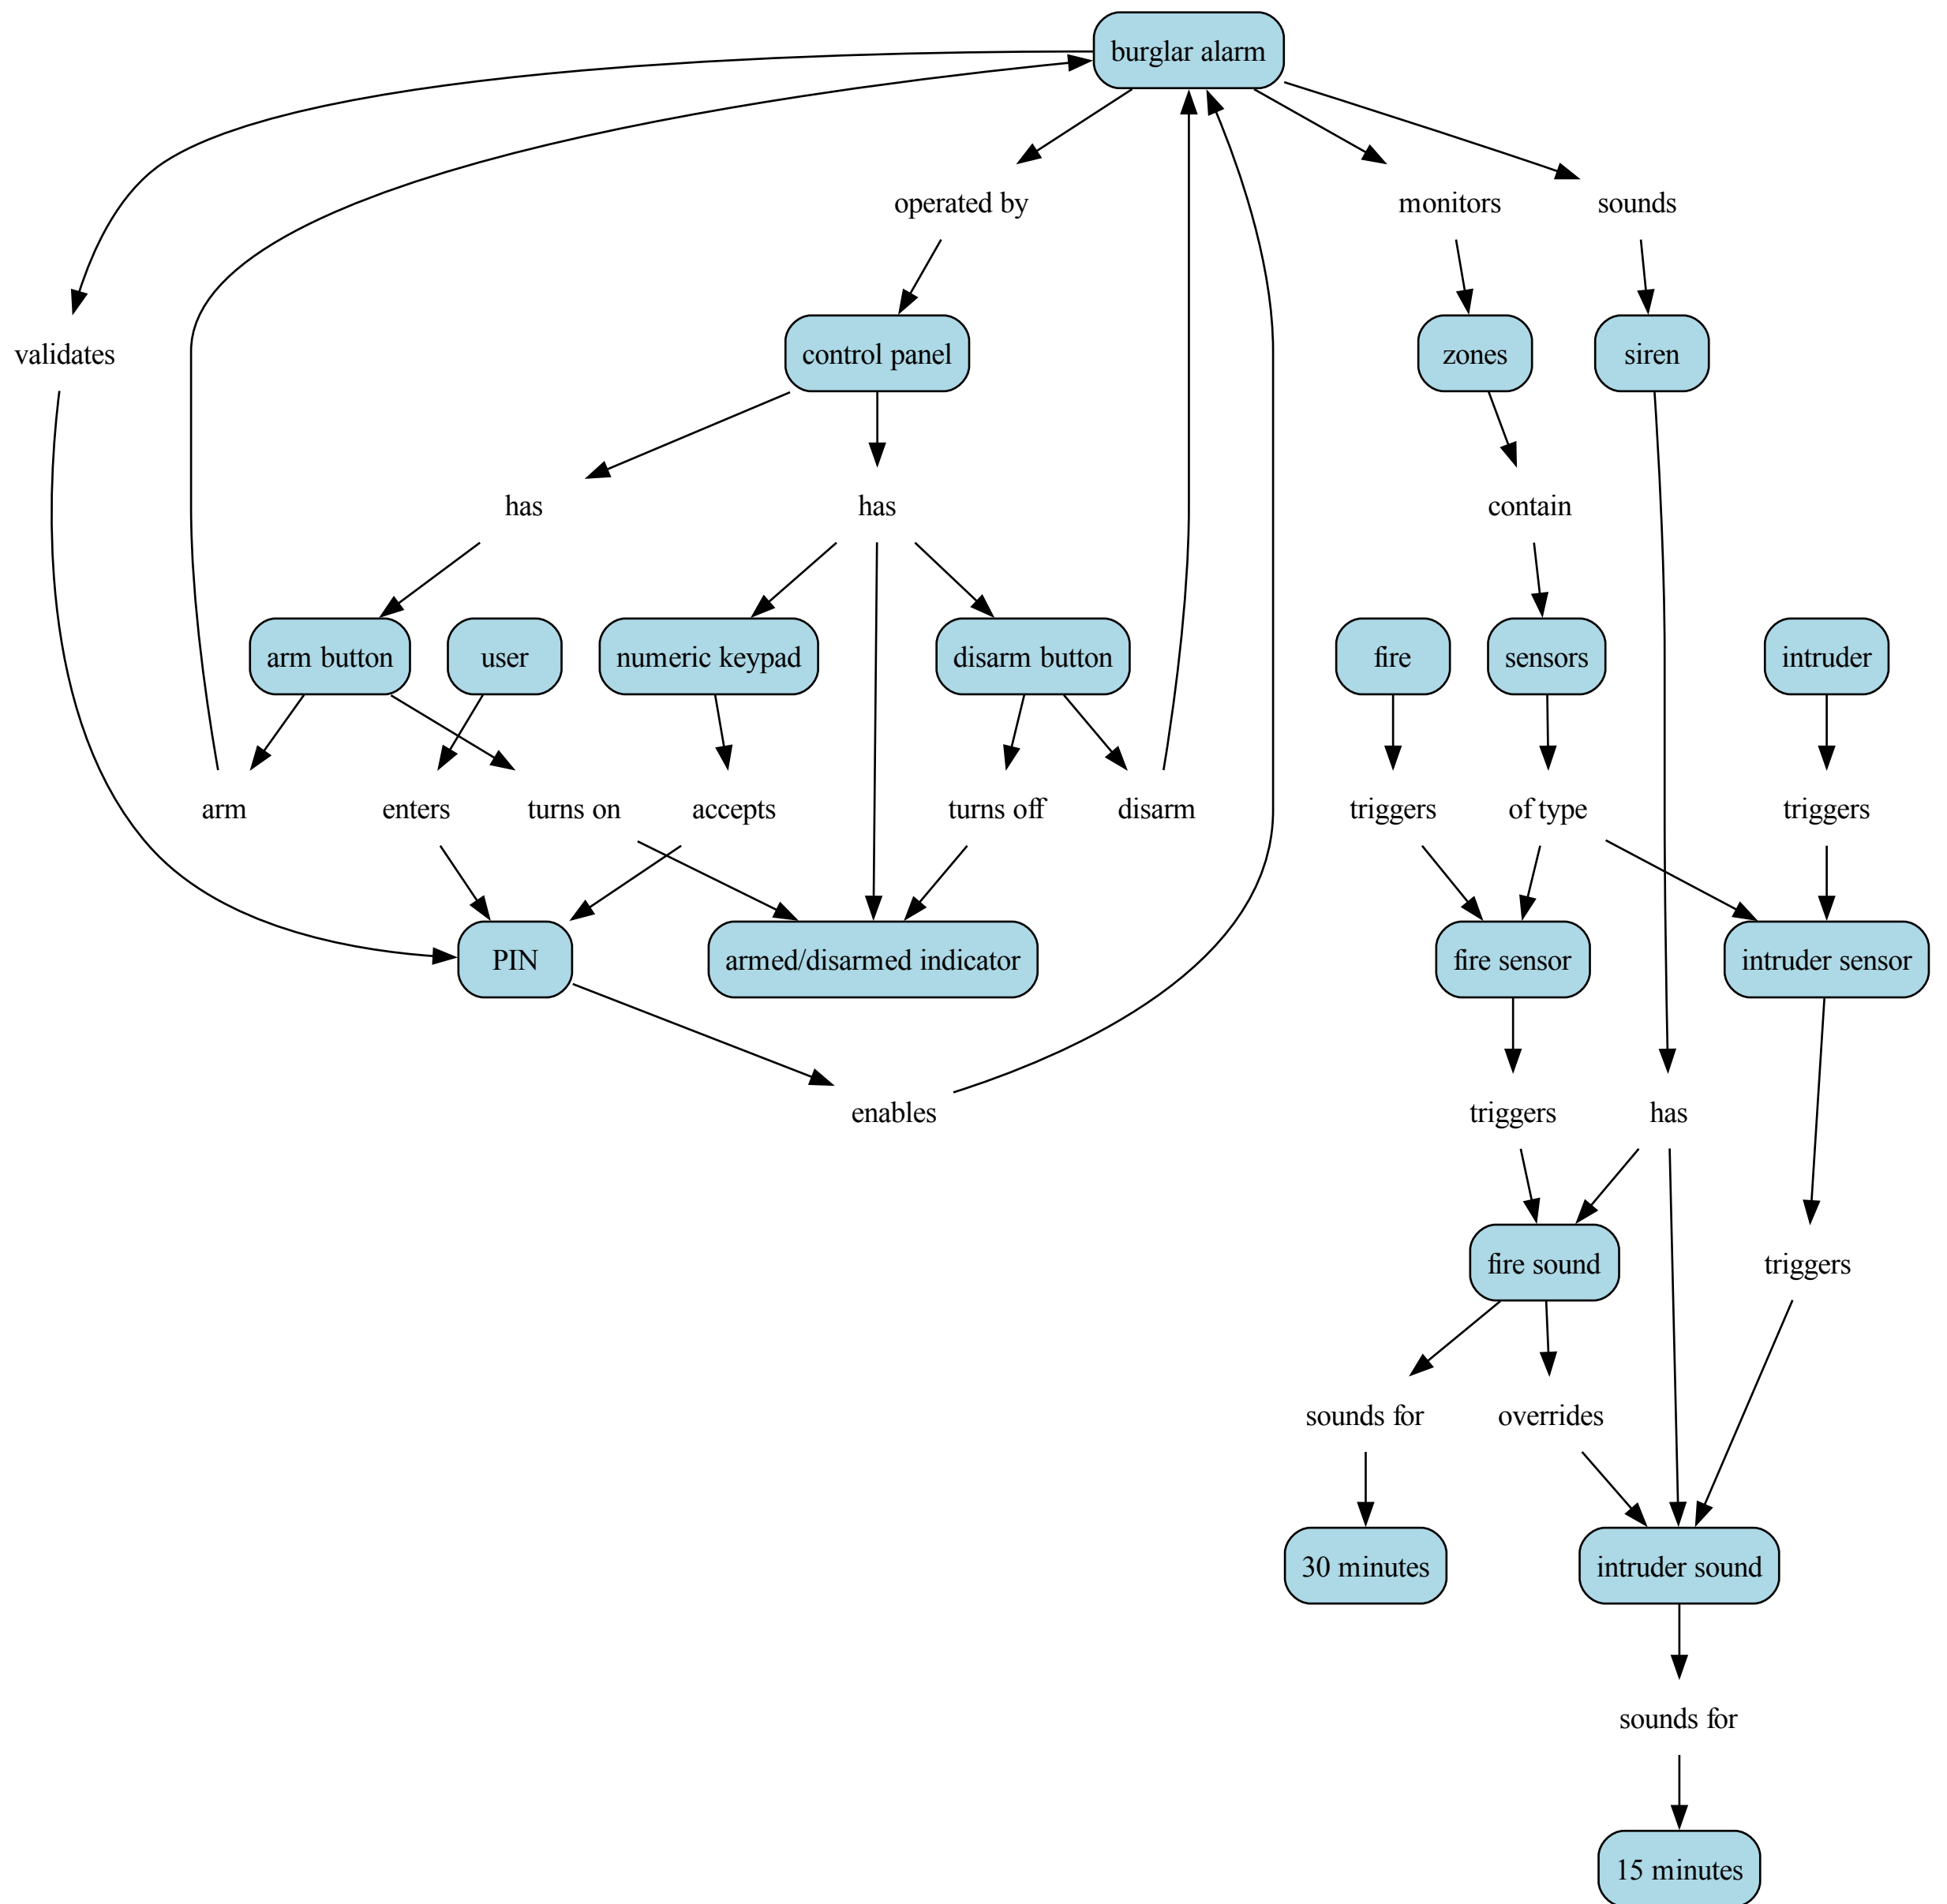 burglar alarm
operated by
monitors
sounds
validates
control panel
zones
siren
has
has
contain
arm button
user
numeric keypad
disarm button
fire
sensors
intruder
arm
enters
turns on
accepts
turns off
disarm
triggers
of type
triggers
PIN
armed/disarmed indicator
fire sensor
intruder sensor
enables
triggers
has
fire sound
triggers
sounds for
overrides
30 minutes
intruder sound
sounds for
15 minutes